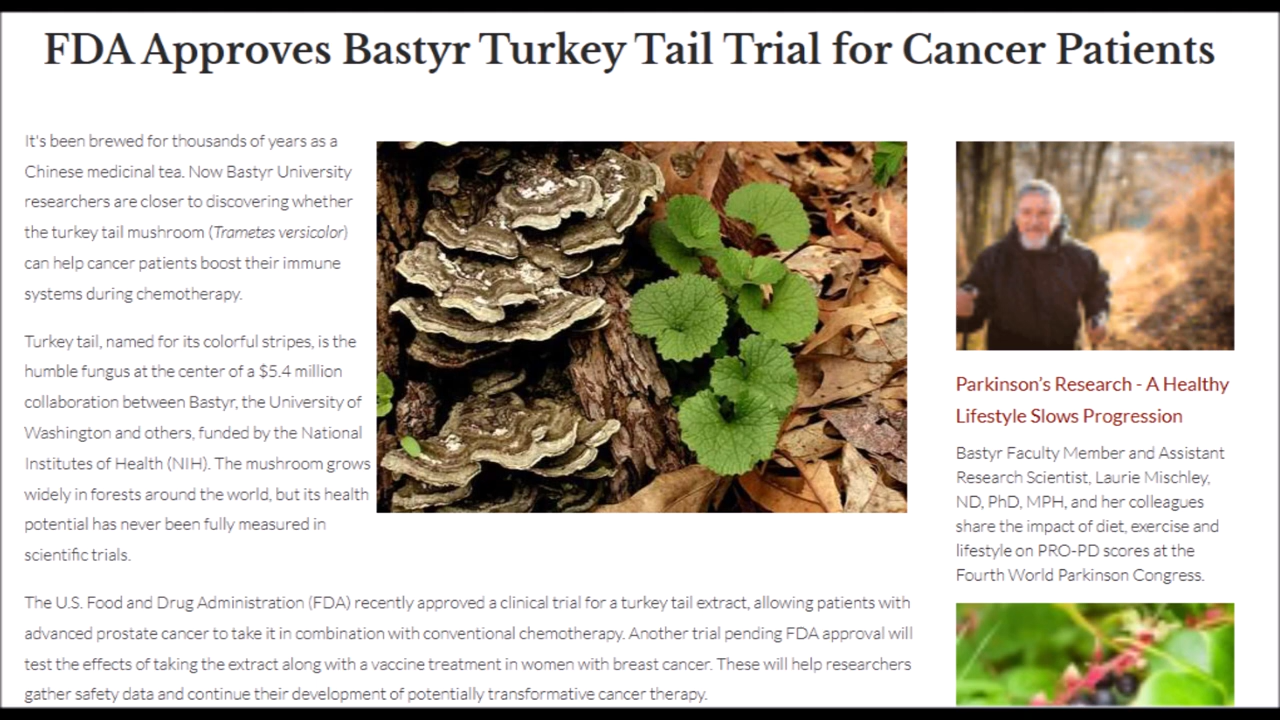 FDA Approves Bastyr Turkey Tail Trial for Cancer Patients
It's been brewed for thousands of years as a
Chinese medicinal tea. Now Bastyr University
researchers are closer to discovering whether
the turkey tail mushroom (Trametes versicolor)
can help cancer patients boost their immune
systems during chemotherapy.
Turkey tail, named for its colorful stripes, is the
humble fungus at the center of a $5.4 million
collaboration between Bastyr, the University of
Washington and others, funded by the National
Institutes of Health (NIH). The mushroom grows
widely in forests around the world, but its health
potential has never been fully measured in
scientific trials.
The U.S. Food and Drug Administration (FDA) recently approved a clinical trial for a turkey tail extract, allowing patients with
advanced prostate cancer to take it in combination with conventional chemotherapy. Another trial pending FDA approval will
test the effects of taking the extract along with a vaccine treatment in women with breast cancer. These will help researchers
gather safety data and continue their development of potentially transformative cancer therapy.
Parkinson's Research - A Healthy
Lifestyle Slows Progression
Bastyr Faculty Member and Assistant
Research Scientist, Laurie Mischley,
ND, PhD, MPH, and her colleagues
share the impact of diet, exercise and
lifestyle on PRO-PD scores at the
Fourth World Parkinson Congress.